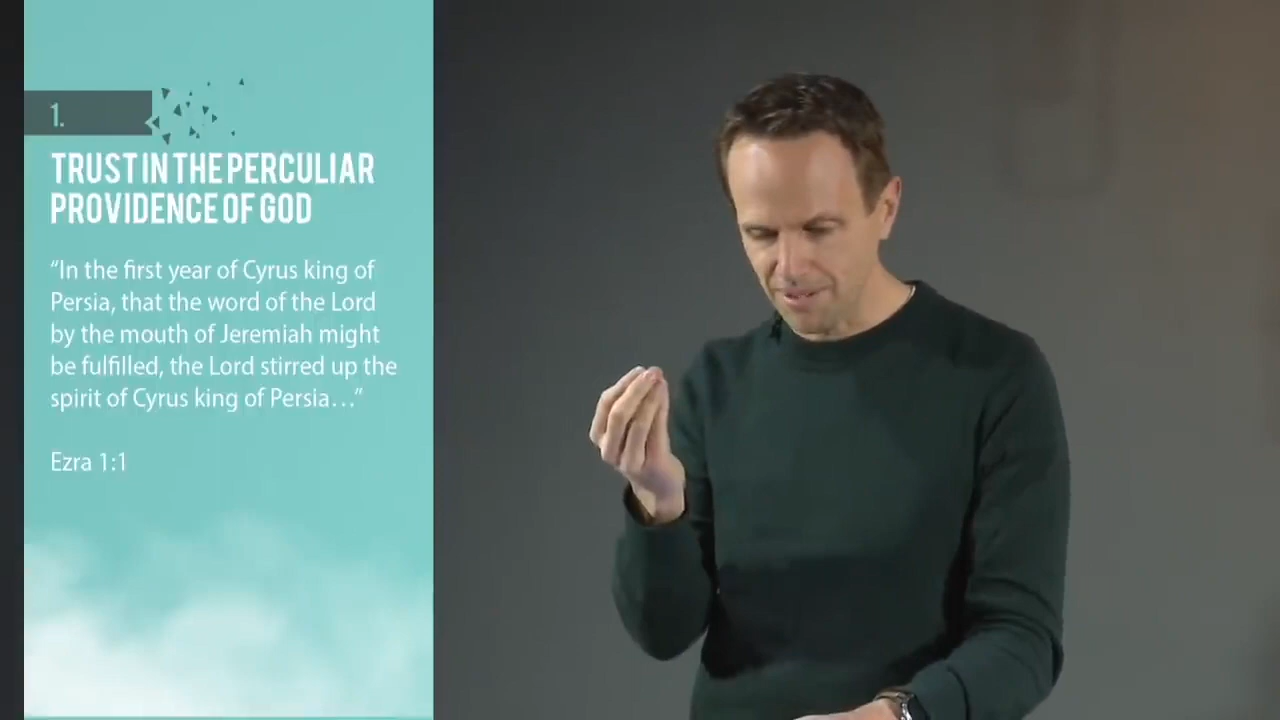 1.
TRUST IN THE PERCULIAR
PROVIDENCE OF GOD
“In the first year of Cyrus king of
Persia, that the word of the Lord
by the mouth of Jeremiah might
be fulfilled, the Lord stirred up the
spirit of Cyrus king of Persia…”
Ezra 1:1